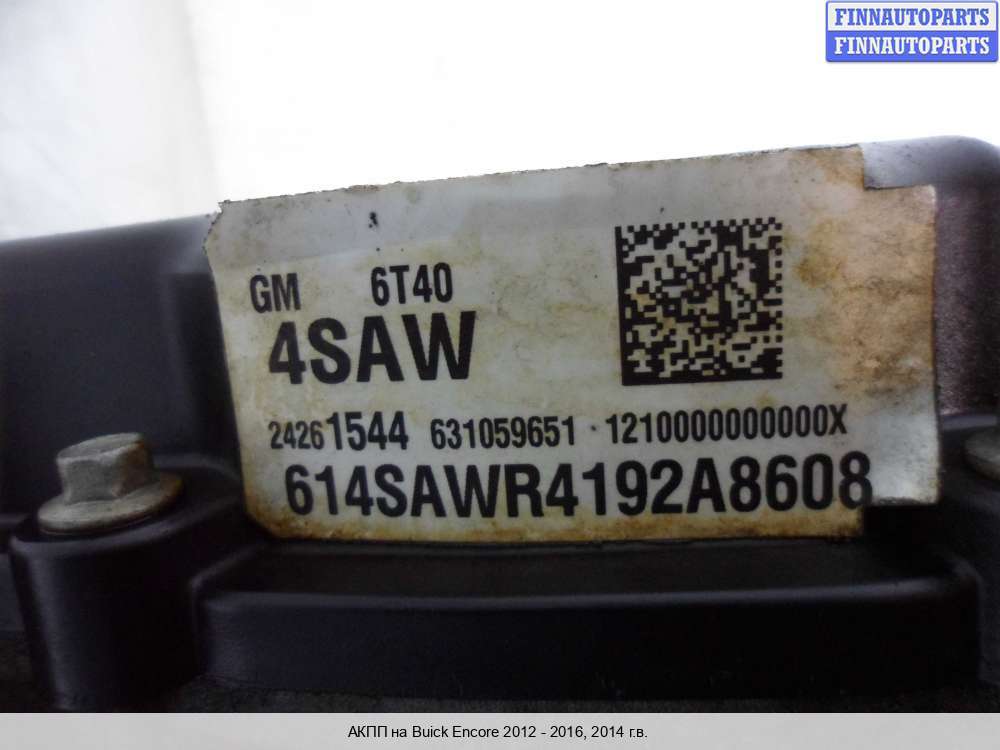 FINNAUTOPARTS
FINNAUTOPARTS
GM 6T40
4SAW
24261544 631059651 1210000000000X
614SAWR4192A8608
АКПП на Buick Encore 2012 - 2016, 2014 г.в.